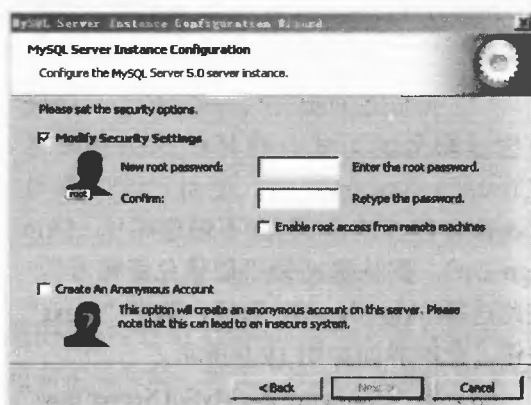 MySQL Server Instance Configuration Wizard
MySQL Server Instance Configuration
Configure the MySQL Server 5.0 server instance.
Please set the security options.
Modify Security Settings
root
New root password:
Enter the root password.
Confirm:
Retype the password.
Enable root access from remote machines
Create An Anonymous Account
This option will create an anonymous account on this server. Please
note that this can lead to an insecure system.
< Back
Next >
Cancel